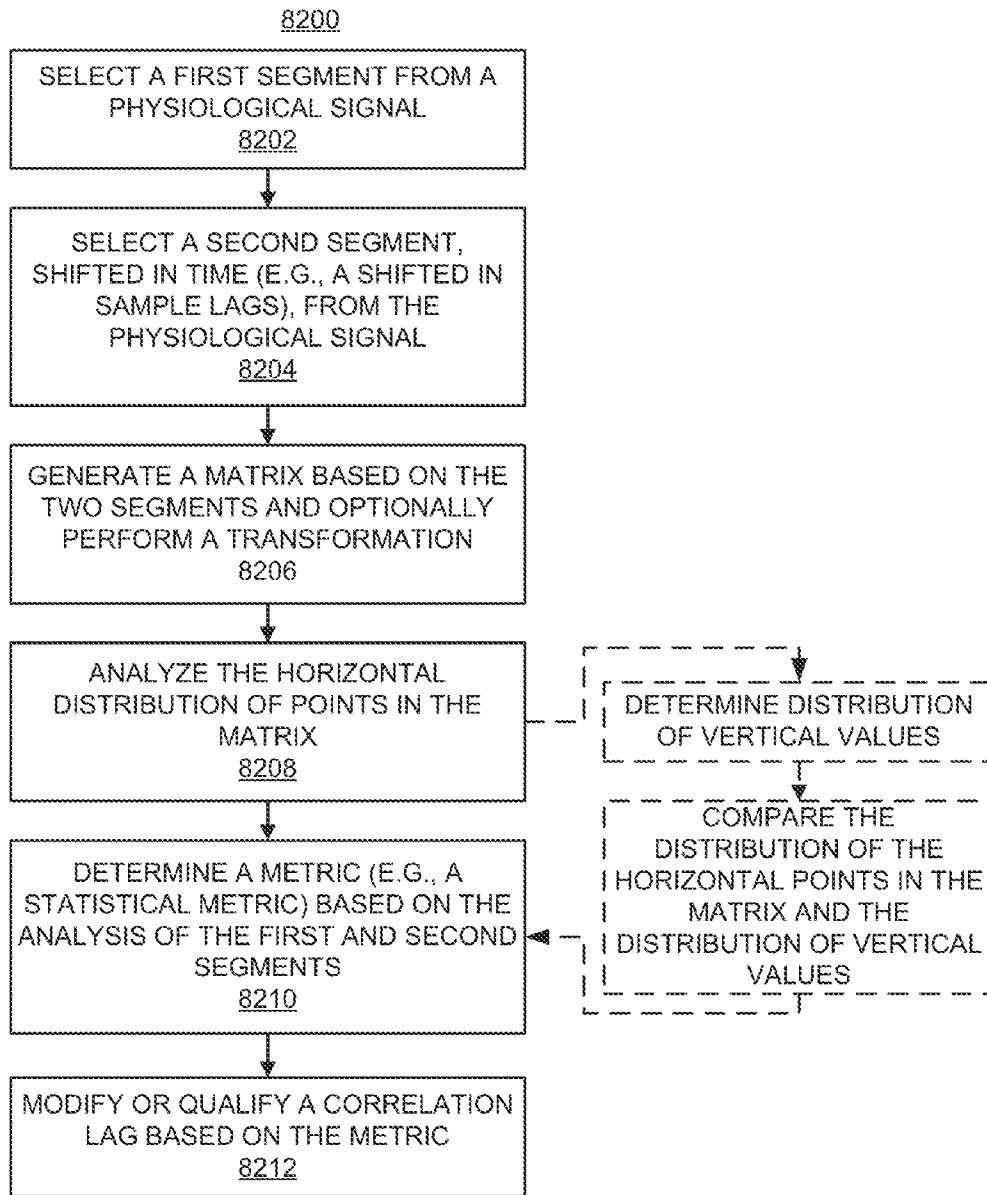 8200
SELECT A FIRST SEGMENT FROM A
PHYSIOLOGICAL SIGNAL
8202
SELECT A SECOND SEGMENT,
SHIFTED IN TIME (E.G., A SHIFTED IN
SAMPLE LAGS), FROM THE
PHYSIOLOGICAL SIGNAL
8204
GENERATE A MATRIX BASED ON THE
TWO SEGMENTS AND OPTIONALLY
PERFORM A TRANSFORMATION
8206
ANALYZE THE HORIZONTAL
DISTRIBUTION OF POINTS IN THE
MATRIX
8208
DETERMINE DISTRIBUTION
OF VERTICAL VALUES
COMPARE THE
DISTRIBUTION OF THE
HORIZONTAL POINTS IN THE
MATRIX AND THE
DISTRIBUTION OF VERTICAL
VALUES
DETERMINE A METRIC (E.G., A
STATISTICAL METRIC) BASED ON THE
ANALYSIS OF THE FIRST AND SECOND
SEGMENTS
8210
MODIFY OR QUALIFY A CORRELATION
LAG BASED ON THE METRIC
8212